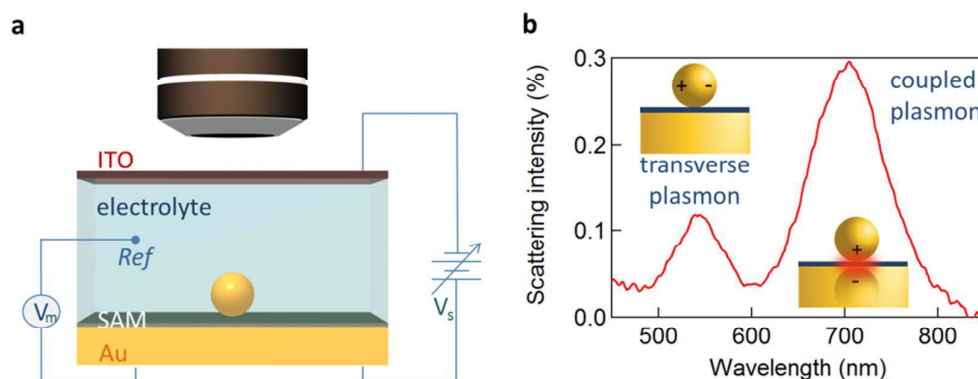 a
ITO
electrolyte
Ref
Vm
SAM
Au
Vs
b
Scattering intensity (%)
0.3
0.2
0.1
0.0
+ -
transverse
plasmon
coupled
plasmon
+
-
500 600 700 800
Wavelength (nm)